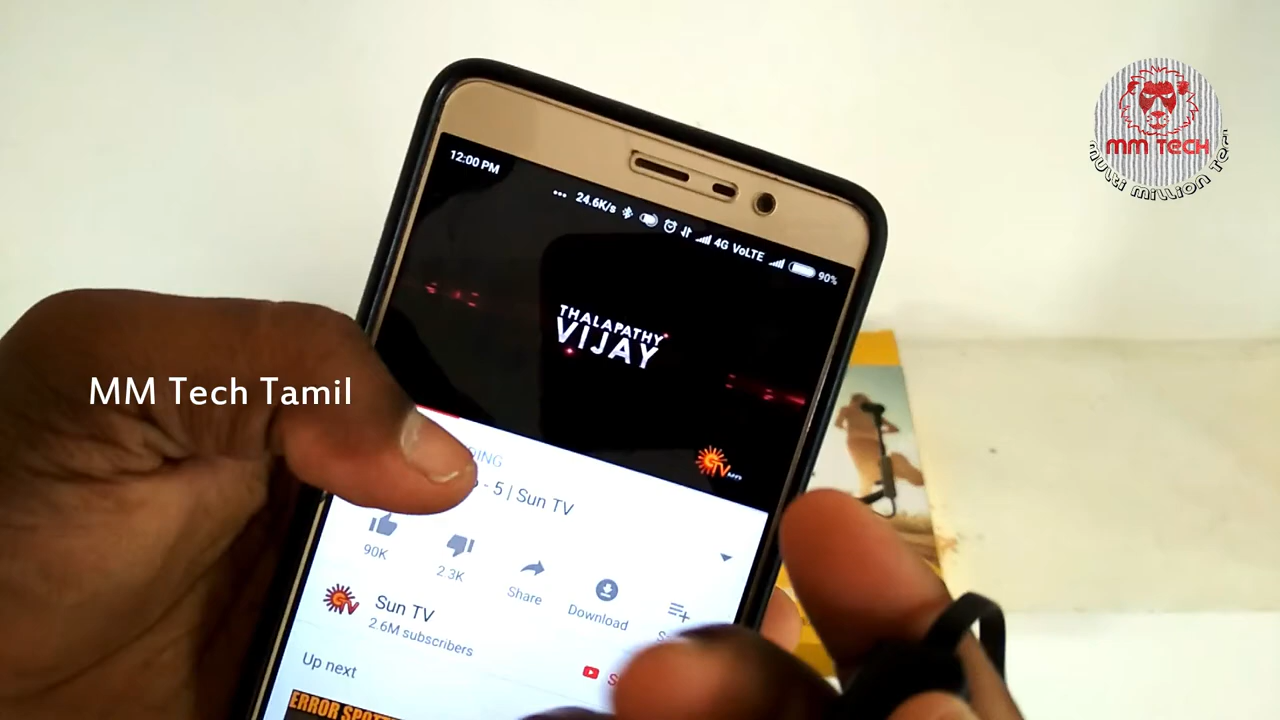 MM TECH
MULTI MILLION TECH
12:00 PM
24.6K/s
4G VoLTE
90%
THALAPATHY
VIJAY
MM Tech Tamil
- 5 | Sun TV
90K
2.3K
Share
Download
Sun TV
2.6M subscribers
Up next